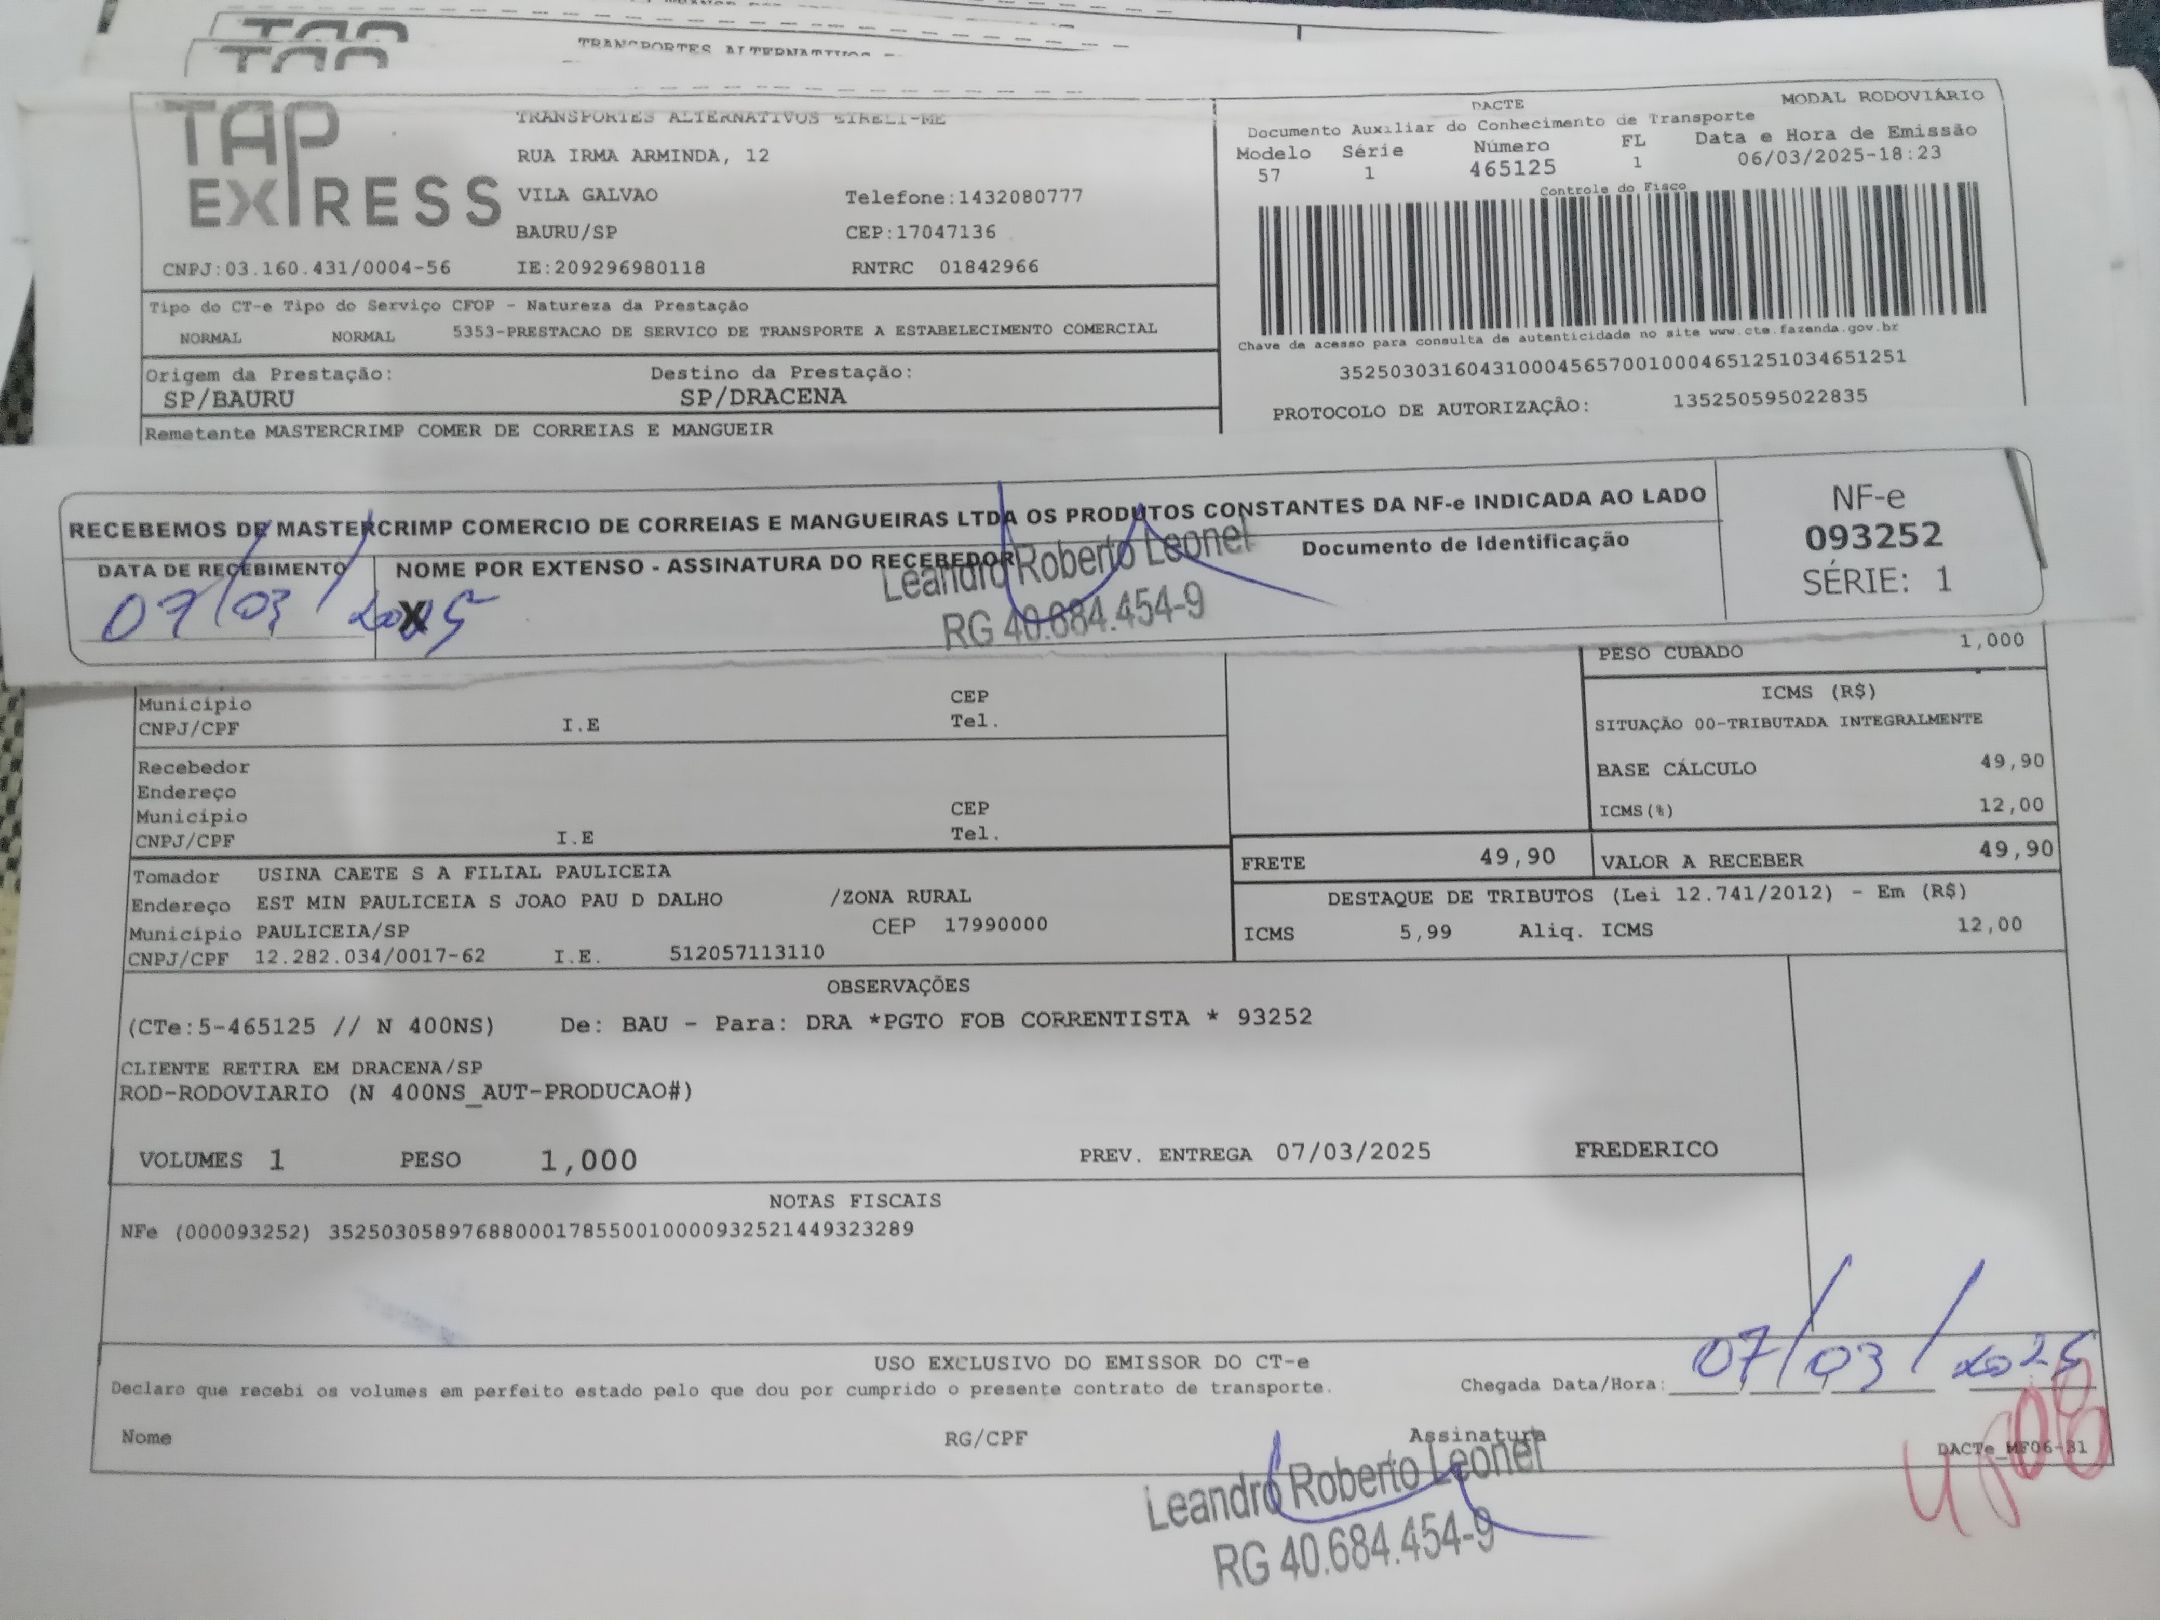 TRANSPORTES ALTERNATIVOS
TAP EXPRESS
TRANSPORTES ALTERNATIVOS EIRELI-ME
RUA IRMA ARMINDA, 12
VILA GALVAO Telefone:1432080777
BAURU/SP CEP:17047136
CNPJ:03.160.431/0004-56 IE:209296980118 RNTRC 01842966
DACTE MODAL RODOVIÁRIO
Documento Auxiliar do Conhecimento de Transporte
Modelo Série Número FL Data e Hora de Emissão
57 1 465125 1 06/03/2025-18:23
Controle do Fisco
Chave de acesso para consulta de autenticidade no site www.cte.fazenda.gov.br
35250303160431000456570010004651251034651251
PROTOCOLO DE AUTORIZAÇÃO: 135250595022835
Tipo do CT-e Tipo do Serviço CFOP - Natureza da Prestação
NORMAL NORMAL 5353-PRESTACAO DE SERVICO DE TRANSPORTE A ESTABELECIMENTO COMERCIAL
Origem da Prestação: Destino da Prestação:
SP/BAURU SP/DRACENA
Remetente MASTERCRIMP COMER DE CORREIAS E MANGUEIR
RECEBEMOS DE MASTERCRIMP COMERCIO DE CORREIAS E MANGUEIRAS LTDA OS PRODUTOS CONSTANTES DA NF-e INDICADA AO LADO
DATA DE RECEBIMENTO NOME POR EXTENSO - ASSINATURA DO RECEBEDOR Documento de Identificação
07/03/2025 X
Leandro Roberto Leonel
RG 40.684.454-9
NF-e
093252
SÉRIE: 1
PESO CUBADO 1,000
Município CEP
CNPJ/CPF I.E Tel.
Recebedor
Endereço
Município CEP
CNPJ/CPF I.E Tel.
ICMS (R$)
SITUAÇÃO 00-TRIBUTADA INTEGRALMENTE
BASE CÁLCULO 49,90
ICMS(%) 12,00
FRETE 49,90 VALOR A RECEBER 49,90
DESTAQUE DE TRIBUTOS (Lei 12.741/2012) - Em (R$)
ICMS 5,99 Aliq. ICMS 12,00
Tomador USINA CAETE S A FILIAL PAULICEIA
Endereço EST MIN PAULICEIA S JOAO PAU D DALHO /ZONA RURAL
Município PAULICEIA/SP CEP 17990000
CNPJ/CPF 12.282.034/0017-62 I.E. 512057113110
OBSERVAÇÕES
(CTe:5-465125 // N 400NS) De: BAU - Para: DRA *PGTO FOB CORRENTISTA * 93252
CLIENTE RETIRA EM DRACENA/SP
ROD-RODOVIARIO (N 400NS_AUT-PRODUCAO#)
VOLUMES 1 PESO 1,000 PREV. ENTREGA 07/03/2025 FREDERICO
NOTAS FISCAIS
NFe (000093252) 35250305897688000178550010000932521449323289
USO EXCLUSIVO DO EMISSOR DO CT-e
Declaro que recebi os volumes em perfeito estado pelo que dou por cumprido o presente contrato de transporte. Chegada Data/Hora: 07/03/2025
Nome RG/CPF Assinatura DACTe_MF06-31
Leandro Roberto Leonel
RG 40.684.454-9